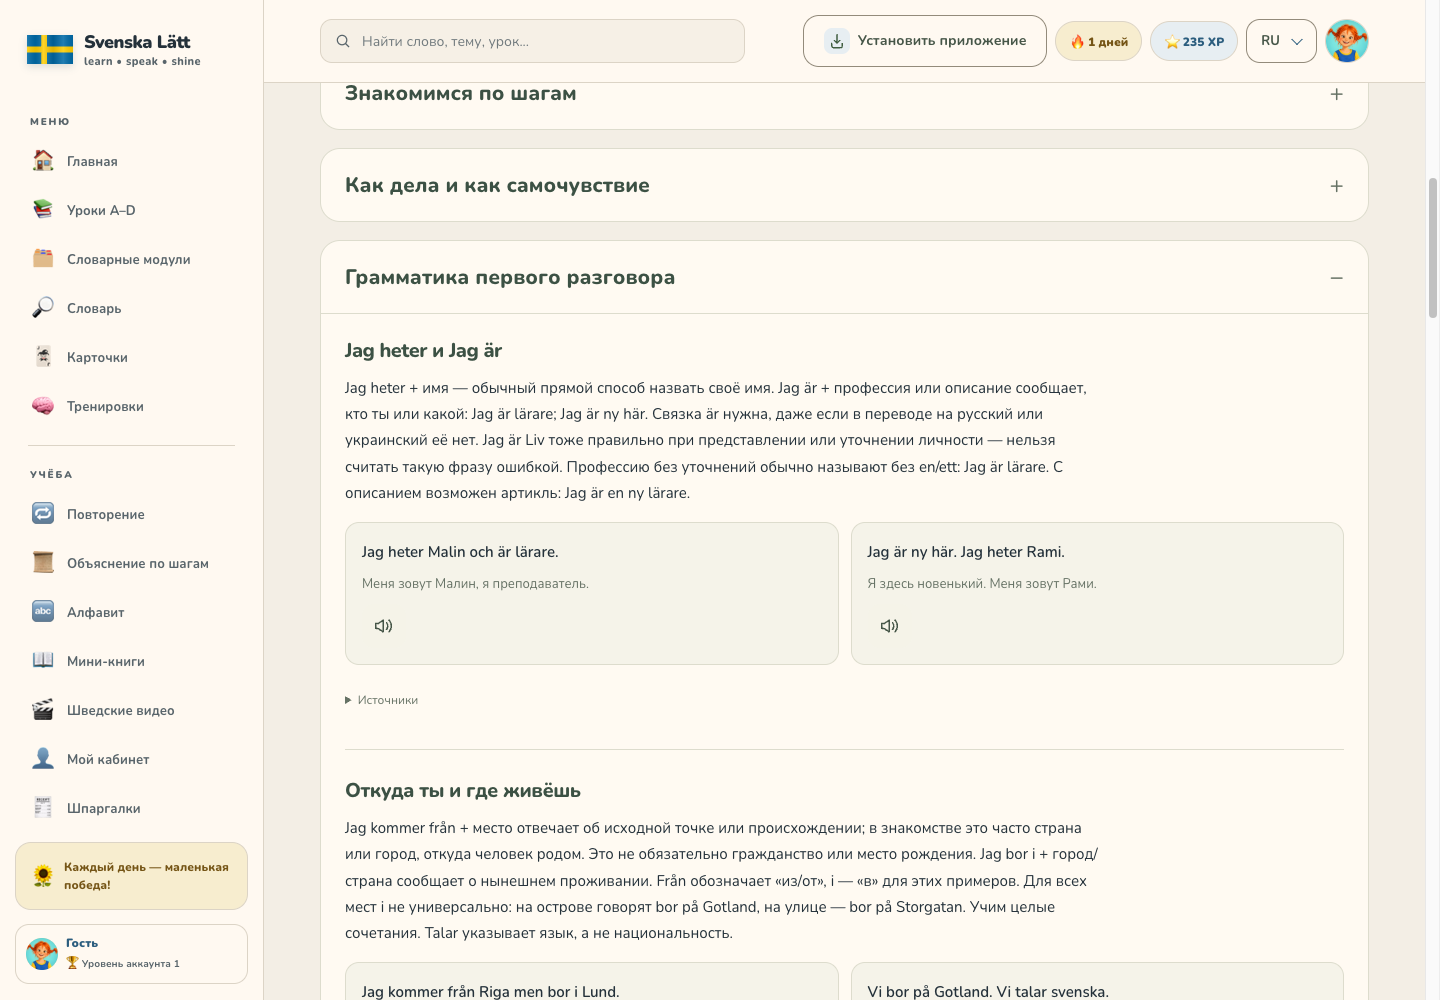 Svenska Lätt
learn • speak • shine
МЕНЮ
Главная
Уроки A–D
Словарные модули
Словарь
Карточки
Тренировки
УЧЁБА
Повторение
Объяснение по шагам
abc
Алфавит
Мини-книги
Шведские видео
Мой кабинет
Шпаргалки
Каждый день — маленькая
победа!
Гость
Уровень аккаунта 1
Найти слово, тему, урок...
Установить приложение
1 дней
235 XP
RU
Знакомимся по шагам
Как дела и как самочувствие
Грамматика первого разговора
Jag heter и Jag är
Jag heter + имя — обычный прямой способ назвать своё имя. Jag är + профессия или описание сообщает,
кто ты или какой: Jag är lärare; Jag är ny här. Связка är нужна, даже если в переводе на русский или
украинский её нет. Jag är Liv тоже правильно при представлении или уточнении личности — нельзя
считать такую фразу ошибкой. Профессию без уточнений обычно называют без en/ett: Jag är lärare. С
описанием возможен артикль: Jag är en ny lärare.
Jag heter Malin och är lärare.
Меня зовут Малин, я преподаватель.
Jag är ny här. Jag heter Rami.
Я здесь новенький. Меня зовут Рами.
Источники
Откуда ты и где живёшь
Jag kommer från + место отвечает об исходной точке или происхождении; в знакомстве это часто страна
или город, откуда человек родом. Это не обязательно гражданство или место рождения. Jag bor i + город/
страна сообщает о нынешнем проживании. Från обозначает «из/от», i — «в» для этих примеров. Для всех
мест i не универсально: на острове говорят bor på Gotland, на улице — bor på Storgatan. Учим целые
сочетания. Talar указывает язык, а не национальность.
Jag kommer från Riga men bor i Lund.
Vi bor på Gotland. Vi talar svenska.